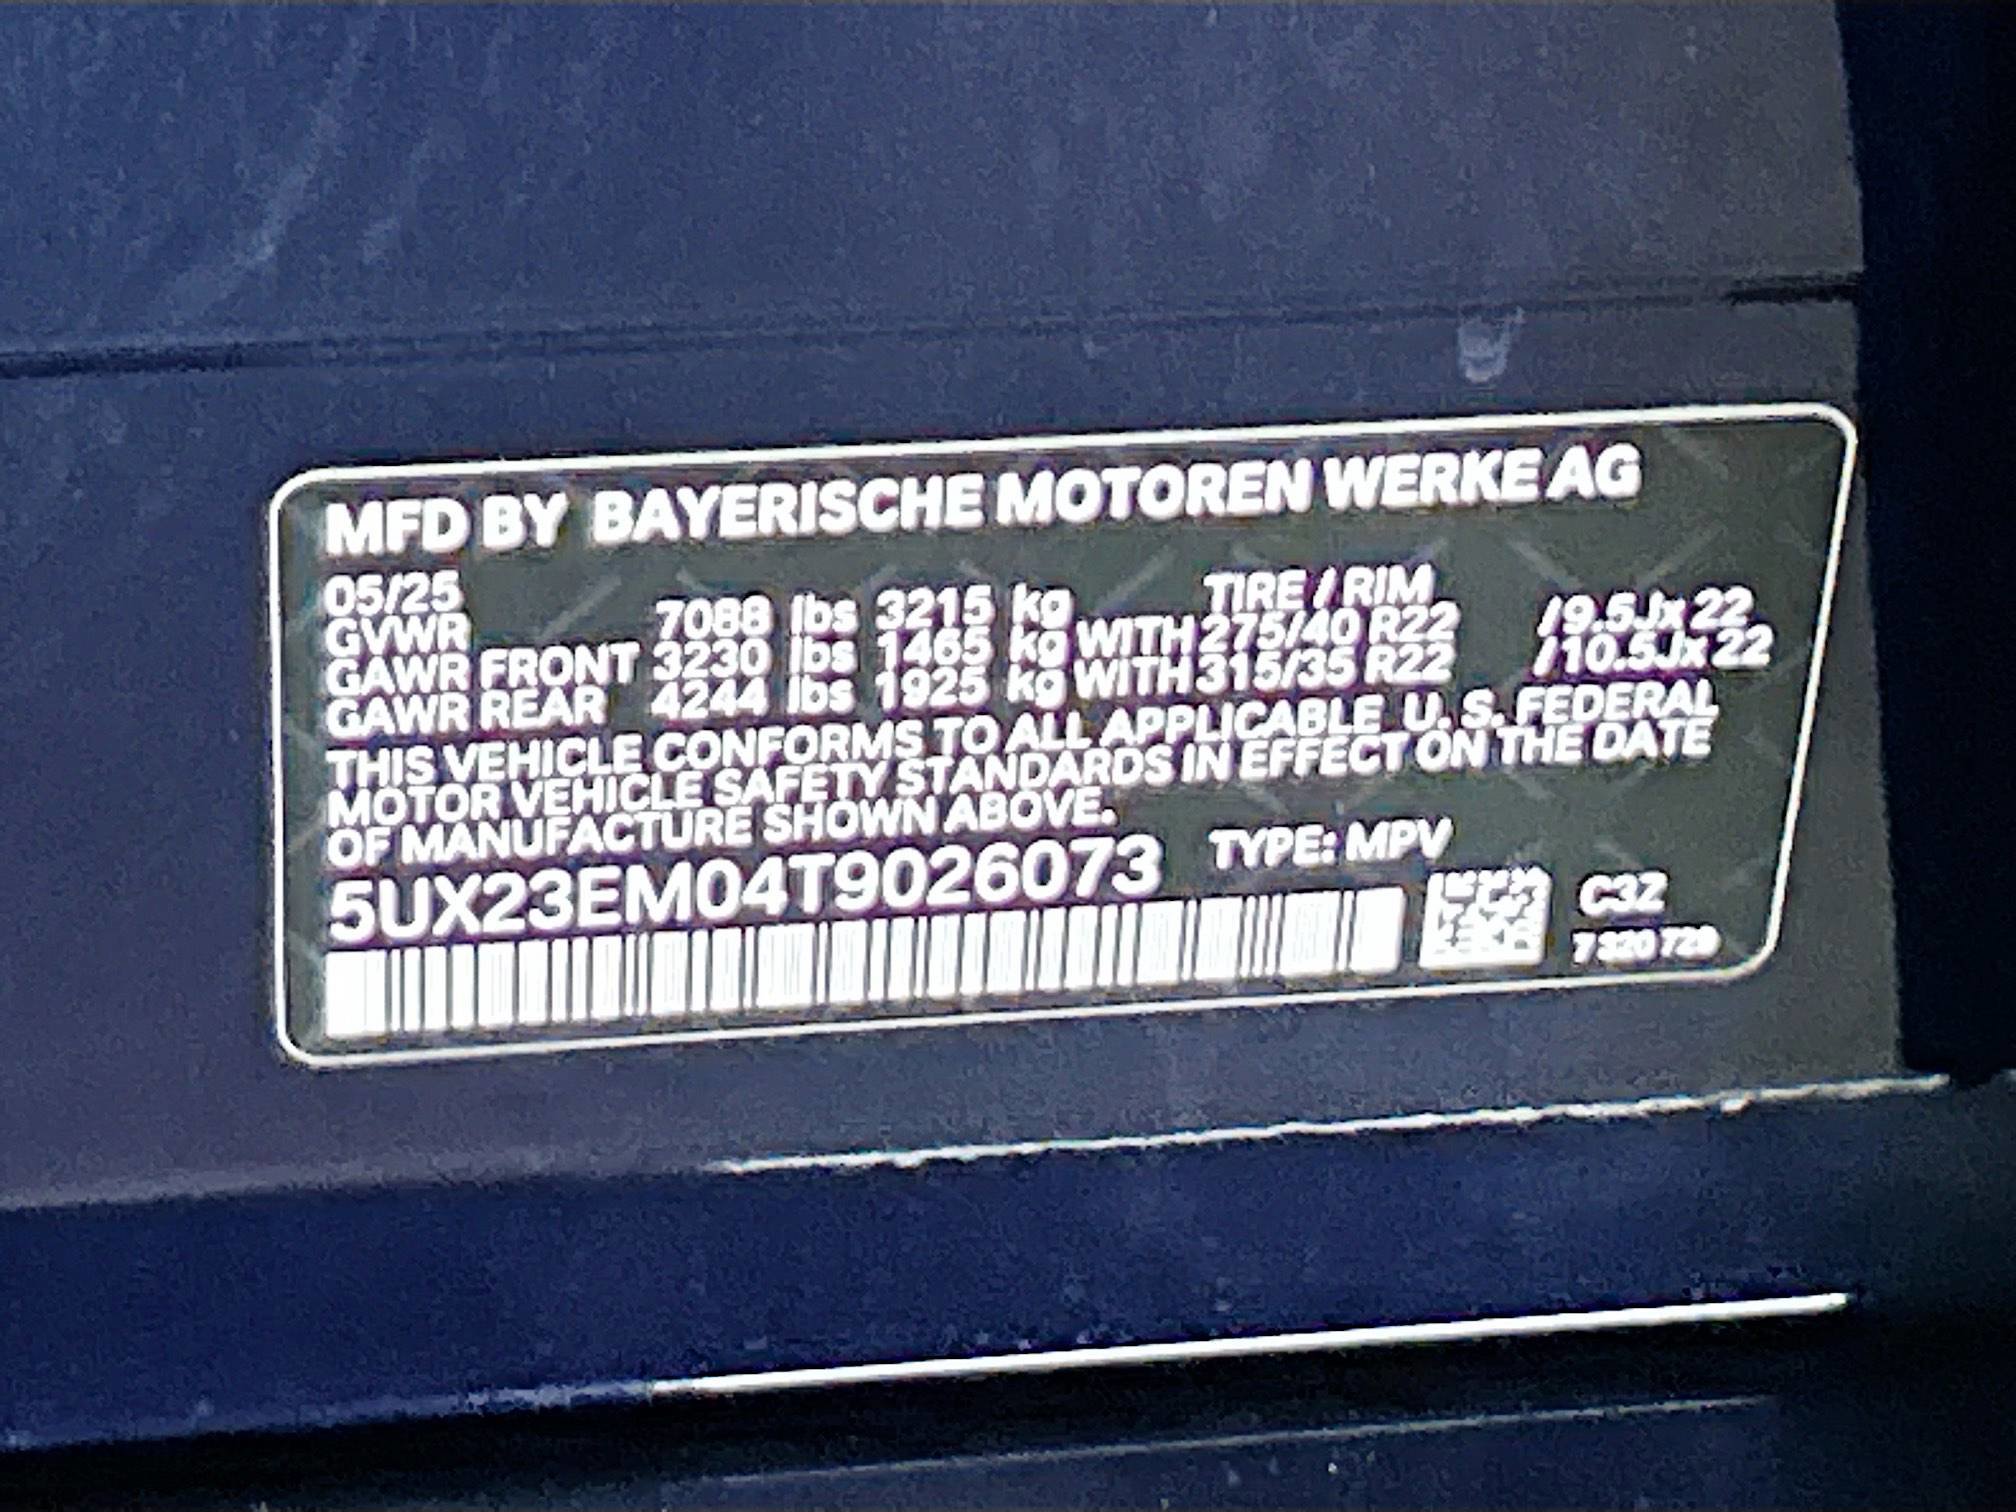 MFD BY BAYERISCHE MOTOREN WERKE AG
05/25 TIRE / RIM
GVWR 7088 lbs 3215 kg
GAWR FRONT 3230 lbs 1465 kg WITH 275/40 R22 /9.5Jx22
GAWR REAR 4244 lbs 1925 kg WITH 315/35 R22 /10.5Jx22
THIS VEHICLE CONFORMS TO ALL APPLICABLE U. S. FEDERAL
MOTOR VEHICLE SAFETY STANDARDS IN EFFECT ON THE DATE
OF MANUFACTURE SHOWN ABOVE.
5UX23EM04T9026073 TYPE: MPV
C3Z
7 320 729